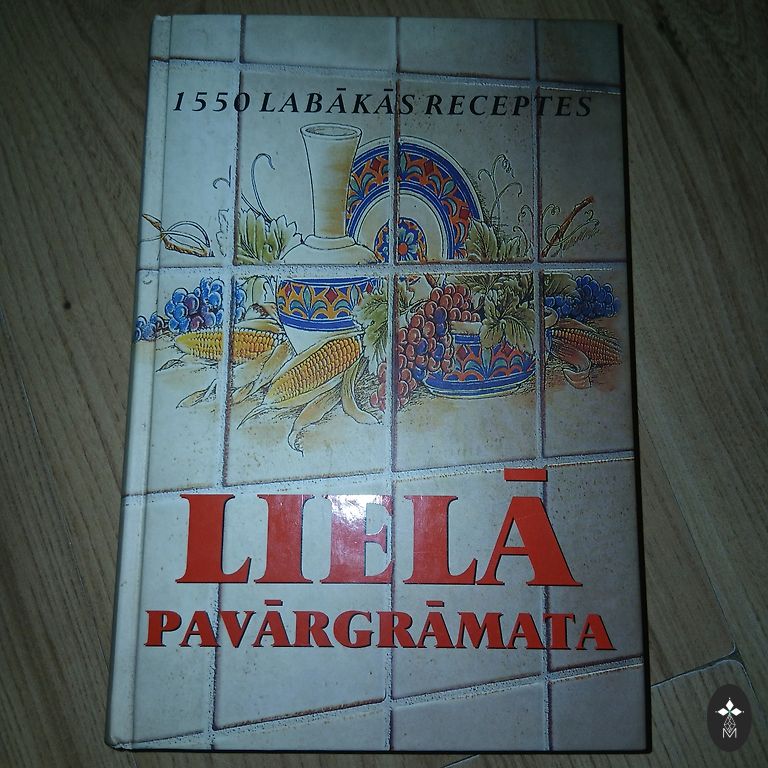 1550 LABĀKĀS RECEPTES
LIELĀ
PAVĀRGRĀMATA